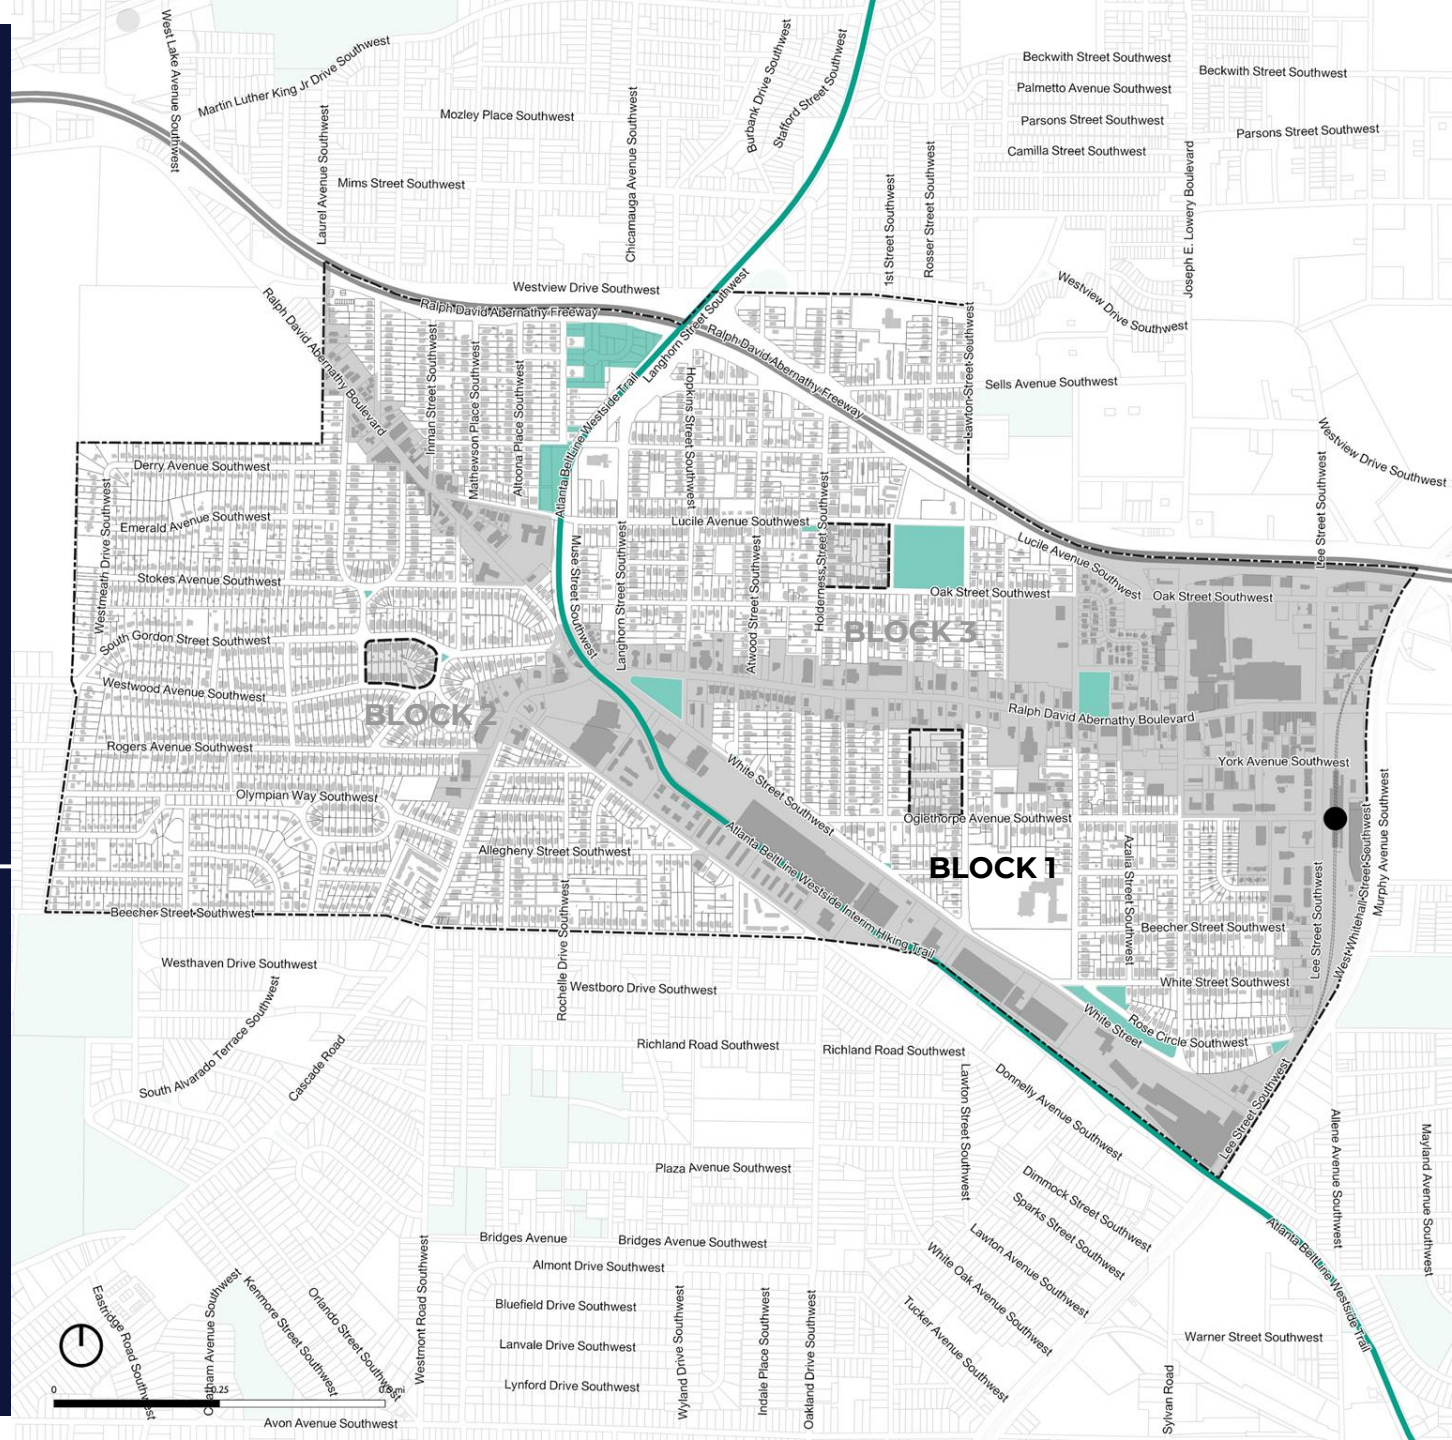 West Lake Avenue Southwest
Martin Luther King Jr Drive Southwest
Burbank Drive Southwest
Stafford Street Southwest
Beckwith Street Southwest
Beckwith Street Southwest
Palmetto Avenue Southwest
Mozley Place Southwest
Parsons Street Southwest
Parsons Street Southwest
Camilla Street Southwest
Laurel Avenue Southwest
Mims Street Southwest
Chicamauga Avenue Southwest
1st Street Southwest
Rosser Street Southwest
Joseph E. Lowery Boulevard
Westview Drive Southwest
Westview Drive Southwest
Ralph David Abernathy Freeway
Langhorn Street Southwest
Ralph David Abernathy Boulevard
Ralph David Abernathy Freeway
Lawton Street Southwest
Sells Avenue Southwest
Inman Street Southwest
Mathewson Place Southwest
Altoona Place Southwest
Atlanta BeltLine Westside Trail
Hopkins Street Southwest
Westview Drive Southwest
Derry Avenue Southwest
Lee Street Southwest
Emerald Avenue Southwest
Lucile Avenue Southwest
Westmeath Drive Southwest
Muse Street Southwest
Langhorn Street Southwest
Atwood Street Southwest
Holderness Street Southwest
Lucile Avenue Southwest
Stokes Avenue Southwest
Oak Street Southwest
Oak Street Southwest
South Gordon Street Southwest
BLOCK 3
Westwood Avenue Southwest
BLOCK 2
Ralph David Abernathy Boulevard
Rogers Avenue Southwest
White Street Southwest
York Avenue Southwest
Olympian Way Southwest
Oglethorpe Avenue Southwest
Murphy Avenue Southwest
Allegheny Street Southwest
BLOCK 1
Azalia Street Southwest
Atlanta BeltLine Westside Interim Hiking Trail
Beecher Street Southwest
Rochelle Drive Southwest
Beecher Street Southwest
Lee Street Southwest
West Whitehall Street Southwest
Westhaven Drive Southwest
Westboro Drive Southwest
White Street Southwest
White Street
Rose Circle Southwest
South Alvarado Terrace Southwest
Cascade Road
Richland Road Southwest
Richland Road Southwest
Lawton Street Southwest
Donnelly Avenue Southwest
Lee Street Southwest
Allene Avenue Southwest
Mayland Avenue Southwest
Plaza Avenue Southwest
Dimmock Street Southwest
Sparks Street Southwest
Lawton Avenue Southwest
White Oak Avenue Southwest
Tucker Avenue Southwest
Atlanta BeltLine Westside Trail
Bridges Avenue
Bridges Avenue Southwest
Almont Drive Southwest
Bluefield Drive Southwest
Lanvale Drive Southwest
Lynford Drive Southwest
Westmont Road Southwest
Wyland Drive Southwest
Indale Place Southwest
Oakland Drive Southwest
Sylvan Road
Warner Street Southwest
Eastridge Road Southwest
Avenue Southwest
Kenmore Street Southwest
Orlando Street Southwest
0
0.25
mi
Avon Avenue Southwest